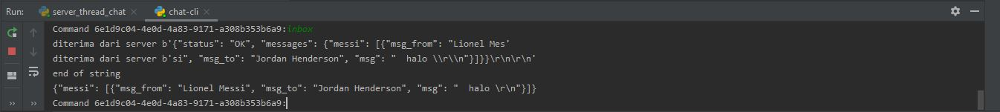 Run: server_thread_chat × chat-cli ×
Command 6e1d9c04-4e0d-4a83-9171-a308b353b6a9:inbox
diterima dari server b'{"status": "OK", "messages": {"messi": [{"msg_from": "Lionel Mes'
diterima dari server b'si", "msg_to": "Jordan Henderson", "msg": "  halo \\r\\n"}]}}\r\n\r\n'
end of string
{"messi": [{"msg_from": "Lionel Messi", "msg_to": "Jordan Henderson", "msg": "  halo \r\n"}]}
Command 6e1d9c04-4e0d-4a83-9171-a308b353b6a9: